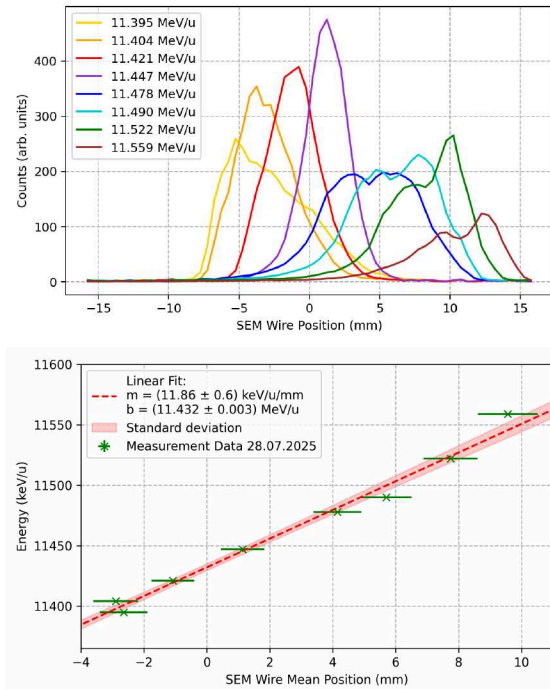 400
300
200
100
0
Counts (arb. units)
11.395 MeV/u
11.404 MeV/u
11.421 MeV/u
11.447 MeV/u
11.478 MeV/u
11.490 MeV/u
11.522 MeV/u
11.559 MeV/u
−15 −10 −5 0 5 10 15
SEM Wire Position (mm)
11600
11550
11500
11450
11400
Energy (keV/u)
Linear Fit:
m = (11.86 ± 0.6) keV/u/mm
b = (11.432 ± 0.003) MeV/u
Standard deviation
Measurement Data 28.07.2025
−4 −2 0 2 4 6 8 10
SEM Wire Mean Position (mm)